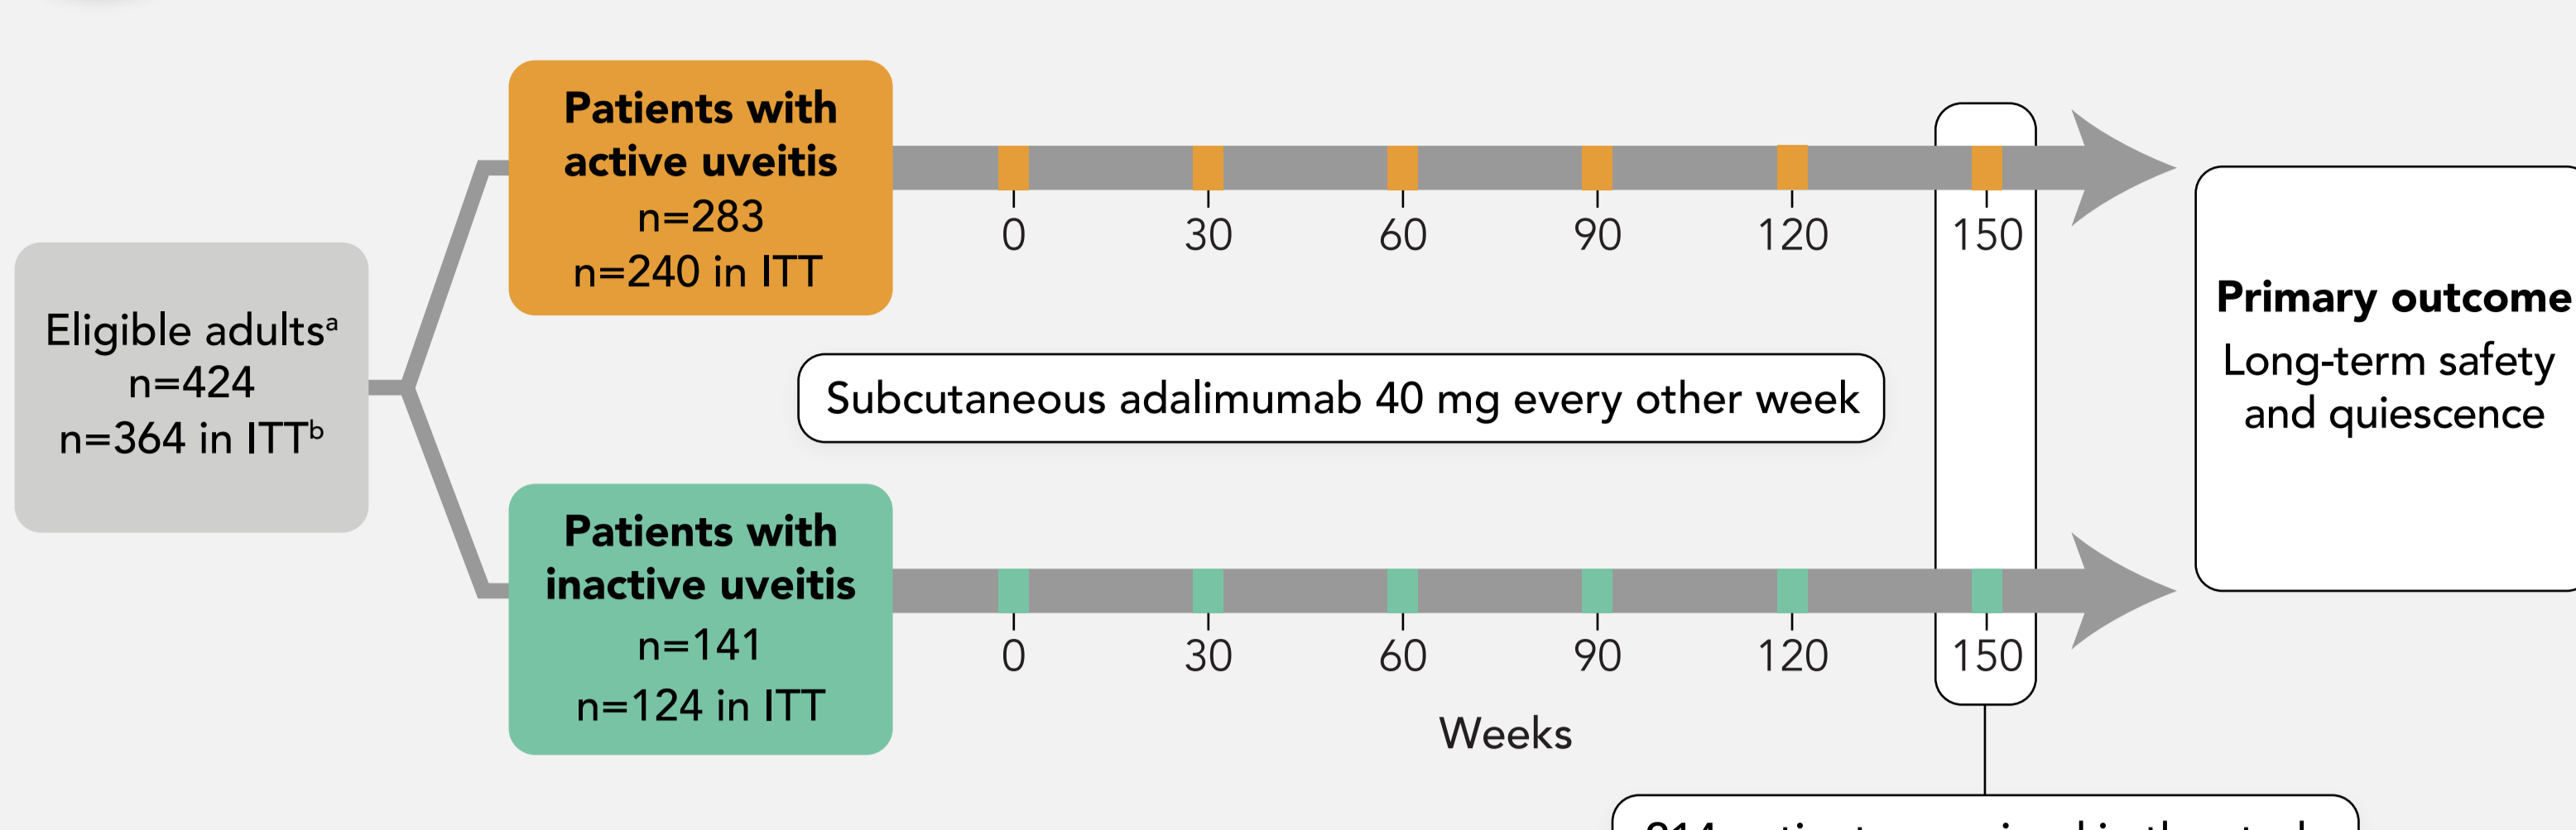 Eligible adultsᵃ
n=424
n=364 in ITTᵇ
Patients with
active uveitis
n=283
n=240 in ITT
0 30 60 90 120 150
Subcutaneous adalimumab 40 mg every other week
Patients with
inactive uveitis
n=141
n=124 in ITT
0 30 60 90 120 150
Weeks
Primary outcome
Long-term safety
and quiescence